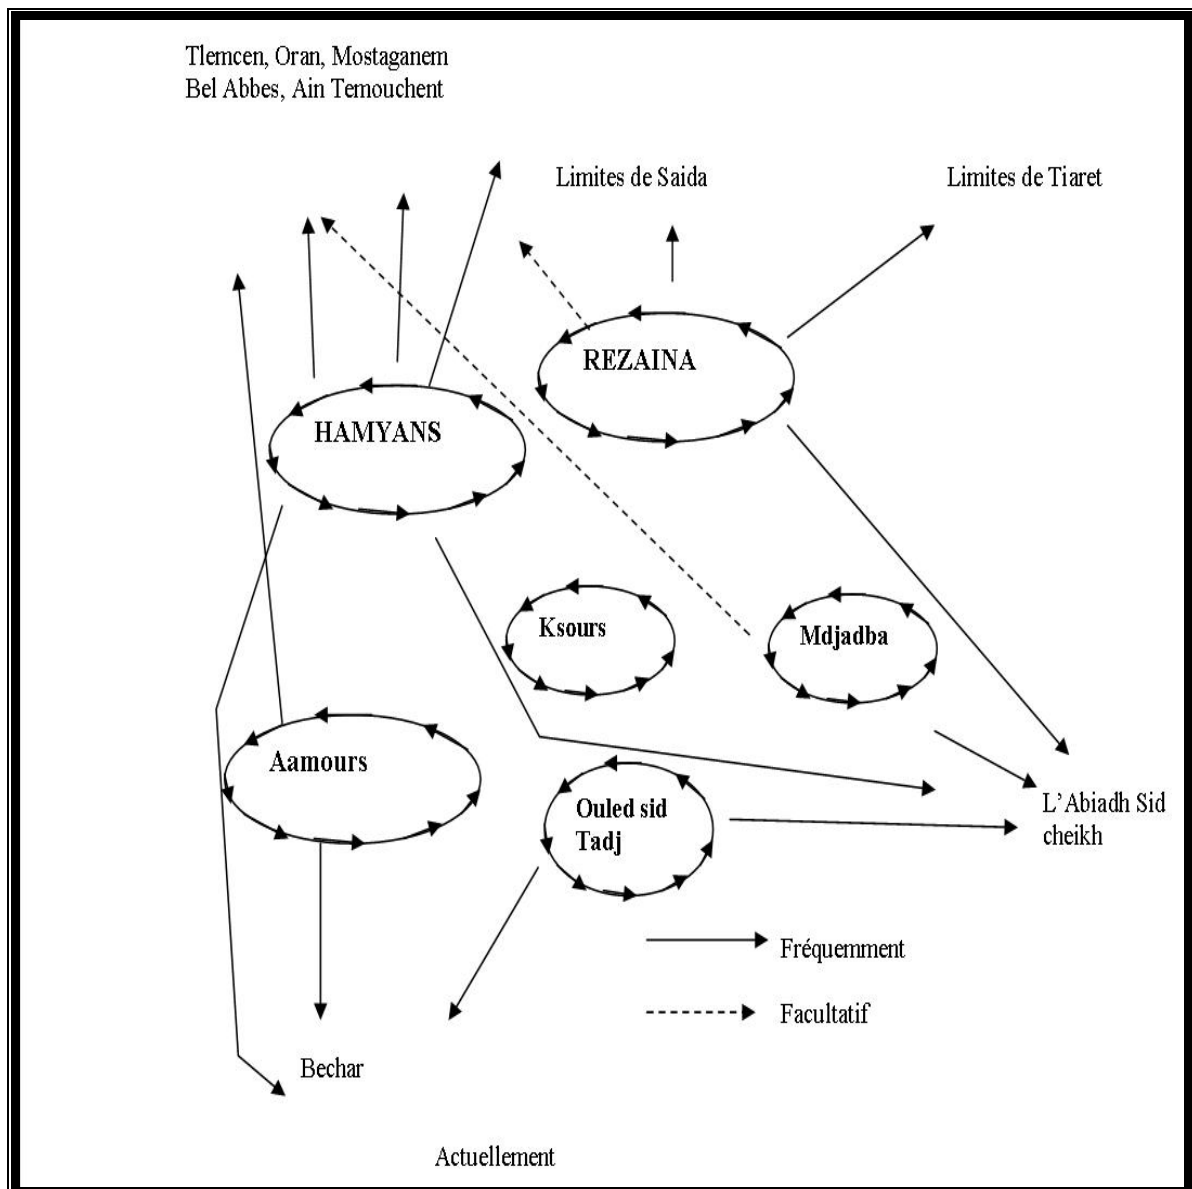 Tlemcen, Oran, Mostaganem
Bel Abbes, Ain Temouchent
Limites de Saida
Limites de Tiaret
REZAINA
HAMYANS
Ksours
Mdjadba
Aamours
Ouled sid
Tadj
L'Abiadh Sid
cheikh
Fréquemment
Facultatif
Bechar
Actuellement